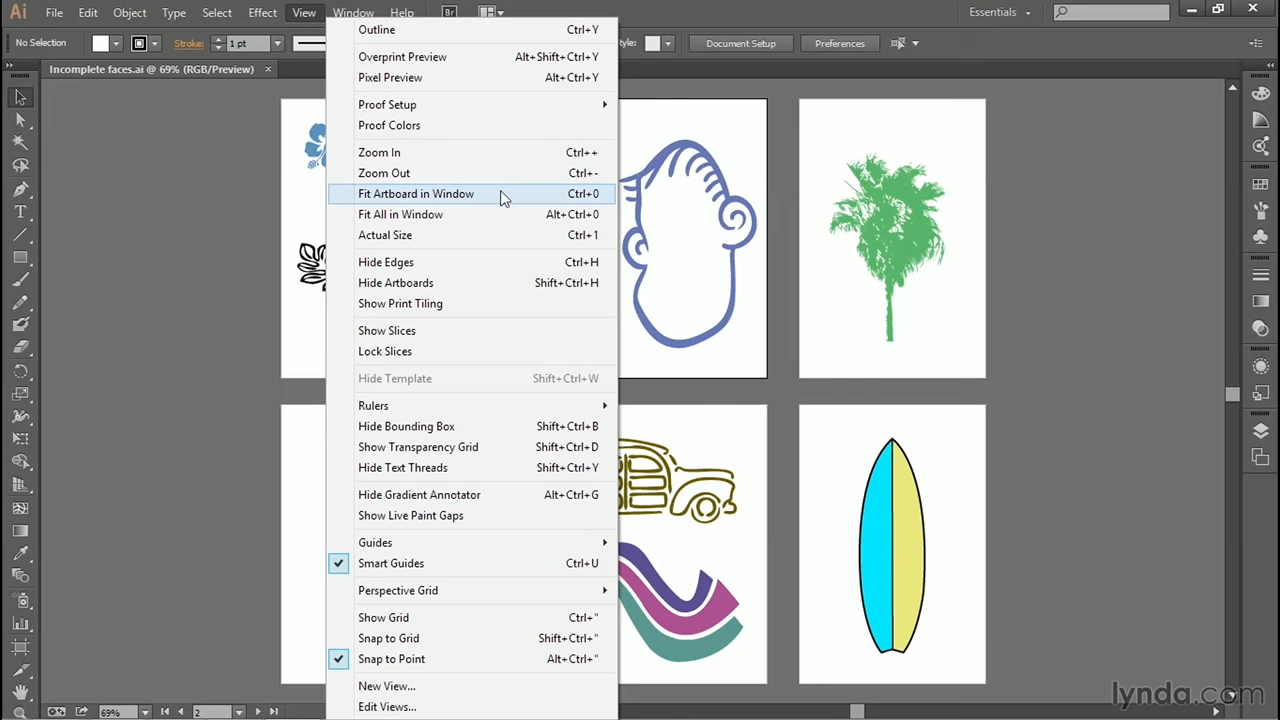 Ai File Edit Object Type Select Effect View Window Help Br Essentials
No Selection Stroke: 1 pt Style: Document Setup Preferences
Incomplete faces.ai @ 69% (RGB/Preview) ×
Outline Ctrl+Y
Overprint Preview Alt+Shift+Ctrl+Y
Pixel Preview Alt+Ctrl+Y
Proof Setup
Proof Colors
Zoom In Ctrl++
Zoom Out Ctrl+-
Fit Artboard in Window Ctrl+0
Fit All in Window Alt+Ctrl+0
Actual Size Ctrl+1
Hide Edges Ctrl+H
Hide Artboards Shift+Ctrl+H
Show Print Tiling
Show Slices
Lock Slices
Hide Template Shift+Ctrl+W
Rulers
Hide Bounding Box Shift+Ctrl+B
Show Transparency Grid Shift+Ctrl+D
Hide Text Threads Shift+Ctrl+Y
Hide Gradient Annotator Alt+Ctrl+G
Show Live Paint Gaps
Guides
Smart Guides Ctrl+U
Perspective Grid
Show Grid Ctrl+"
Snap to Grid Shift+Ctrl+"
Snap to Point Alt+Ctrl+"
New View...
Edit Views...
69% 2
lynda.com